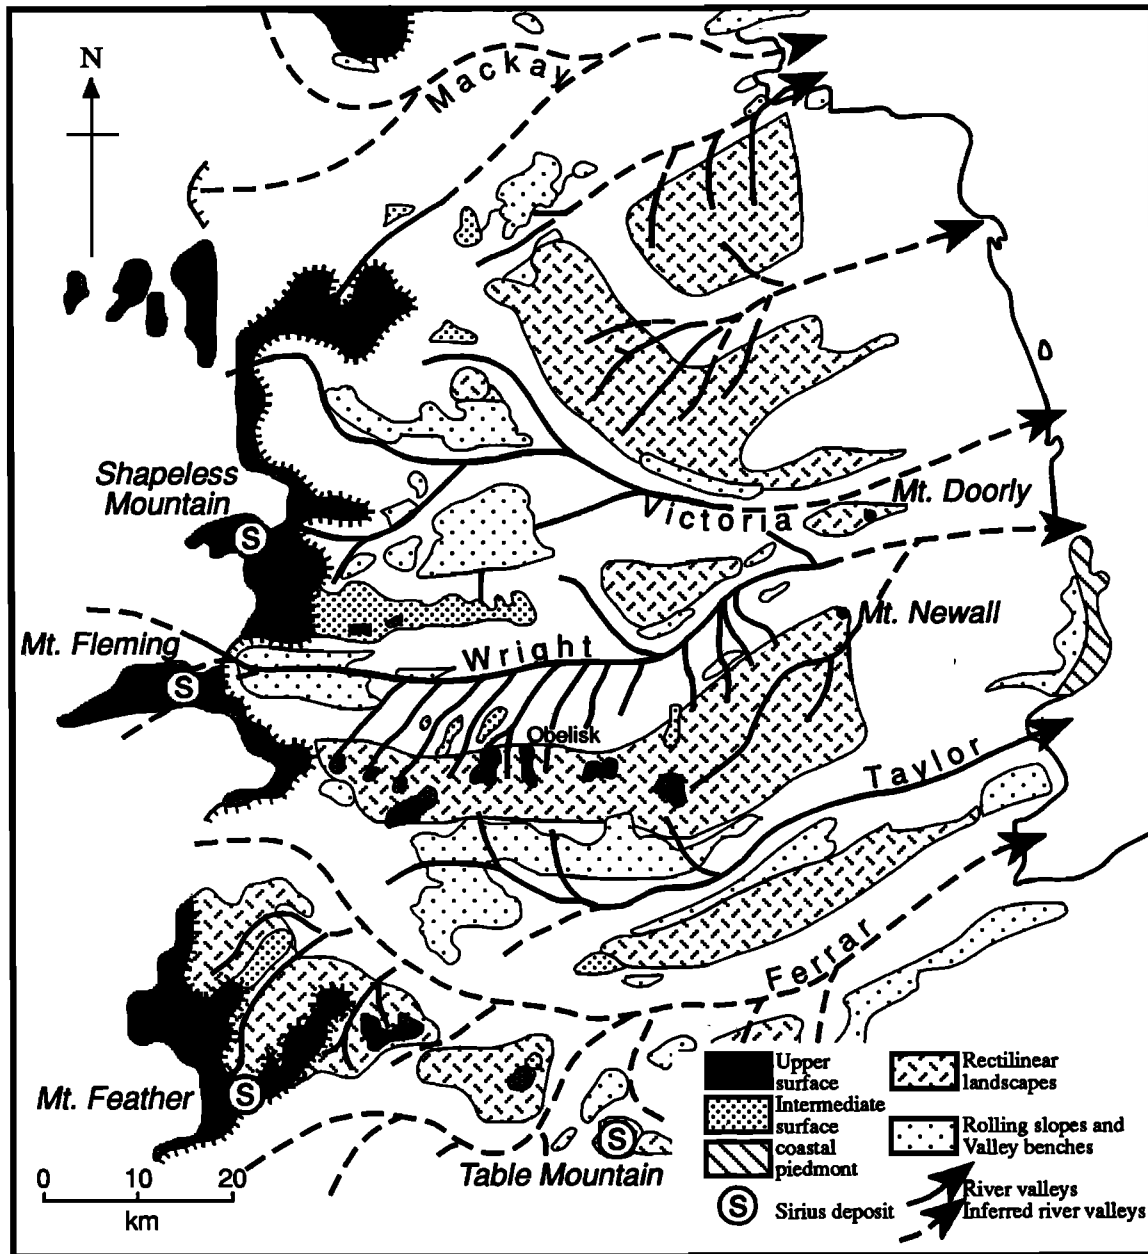 N
Mackay
Shapeless
Mountain
S
Mt. Doorly
Victoria
Mt. Newall
Mt. Fleming
S
Wright
Obelisk
Taylor
Ferrar
Mt. Feather
S
Table Mountain
S
0 10 20
km
Upper
surface
Intermediate
surface
coastal
piedmont
S Sirius deposit
Rectilinear
landscapes
Rolling slopes and
Valley benches
River valleys
Inferred river valleys